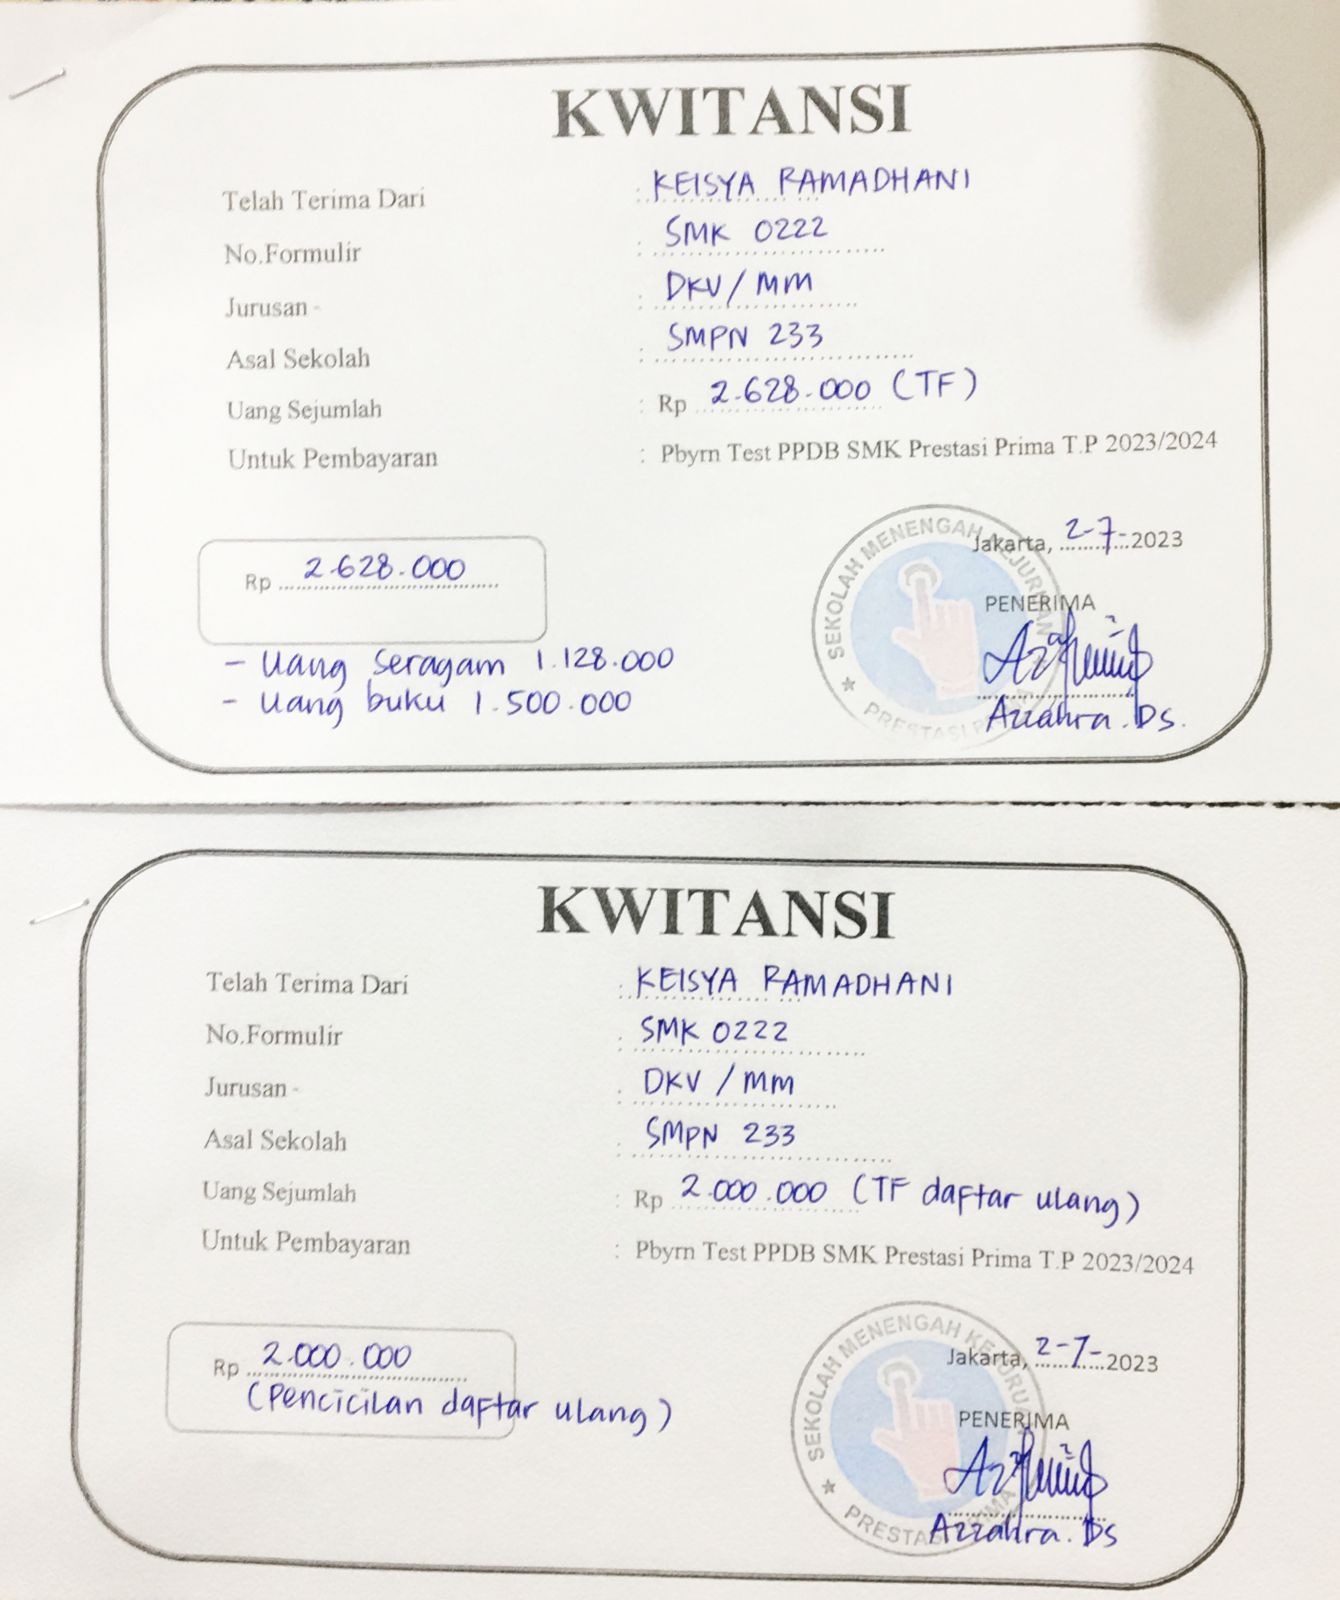 KWITANSI
Telah Terima Dari : KEISYA RAMADHANI
No.Formulir : SMK 0222
Jurusan - : DKV / MM
Asal Sekolah : SMPN 233
Uang Sejumlah : Rp 2.628.000 (TF)
Untuk Pembayaran : Pbyrn Test PPDB SMK Prestasi Prima T.P 2023/2024
Jakarta, 2-7-2023
Rp 2.628.000
PENERIMA
- Uang seragam 1.128.000
- Uang buku 1.500.000
Azzahra.Ds.
SEKOLAH MENENGAH KEJURUAN
PRESTASI
KWITANSI
Telah Terima Dari : KEISYA RAMADHANI
No.Formulir : SMK 0222
Jurusan - : DKV / MM
Asal Sekolah : SMPN 233
Uang Sejumlah : Rp 2.000.000 (TF daftar ulang)
Untuk Pembayaran : Pbyrn Test PPDB SMK Prestasi Prima T.P 2023/2024
Jakarta, 2-7-2023
Rp 2.000.000
(Pencicilan daftar ulang)
PENERIMA
Azzahra.Ds
SEKOLAH MENENGAH KEJURUAN
PRESTASI PRIMA